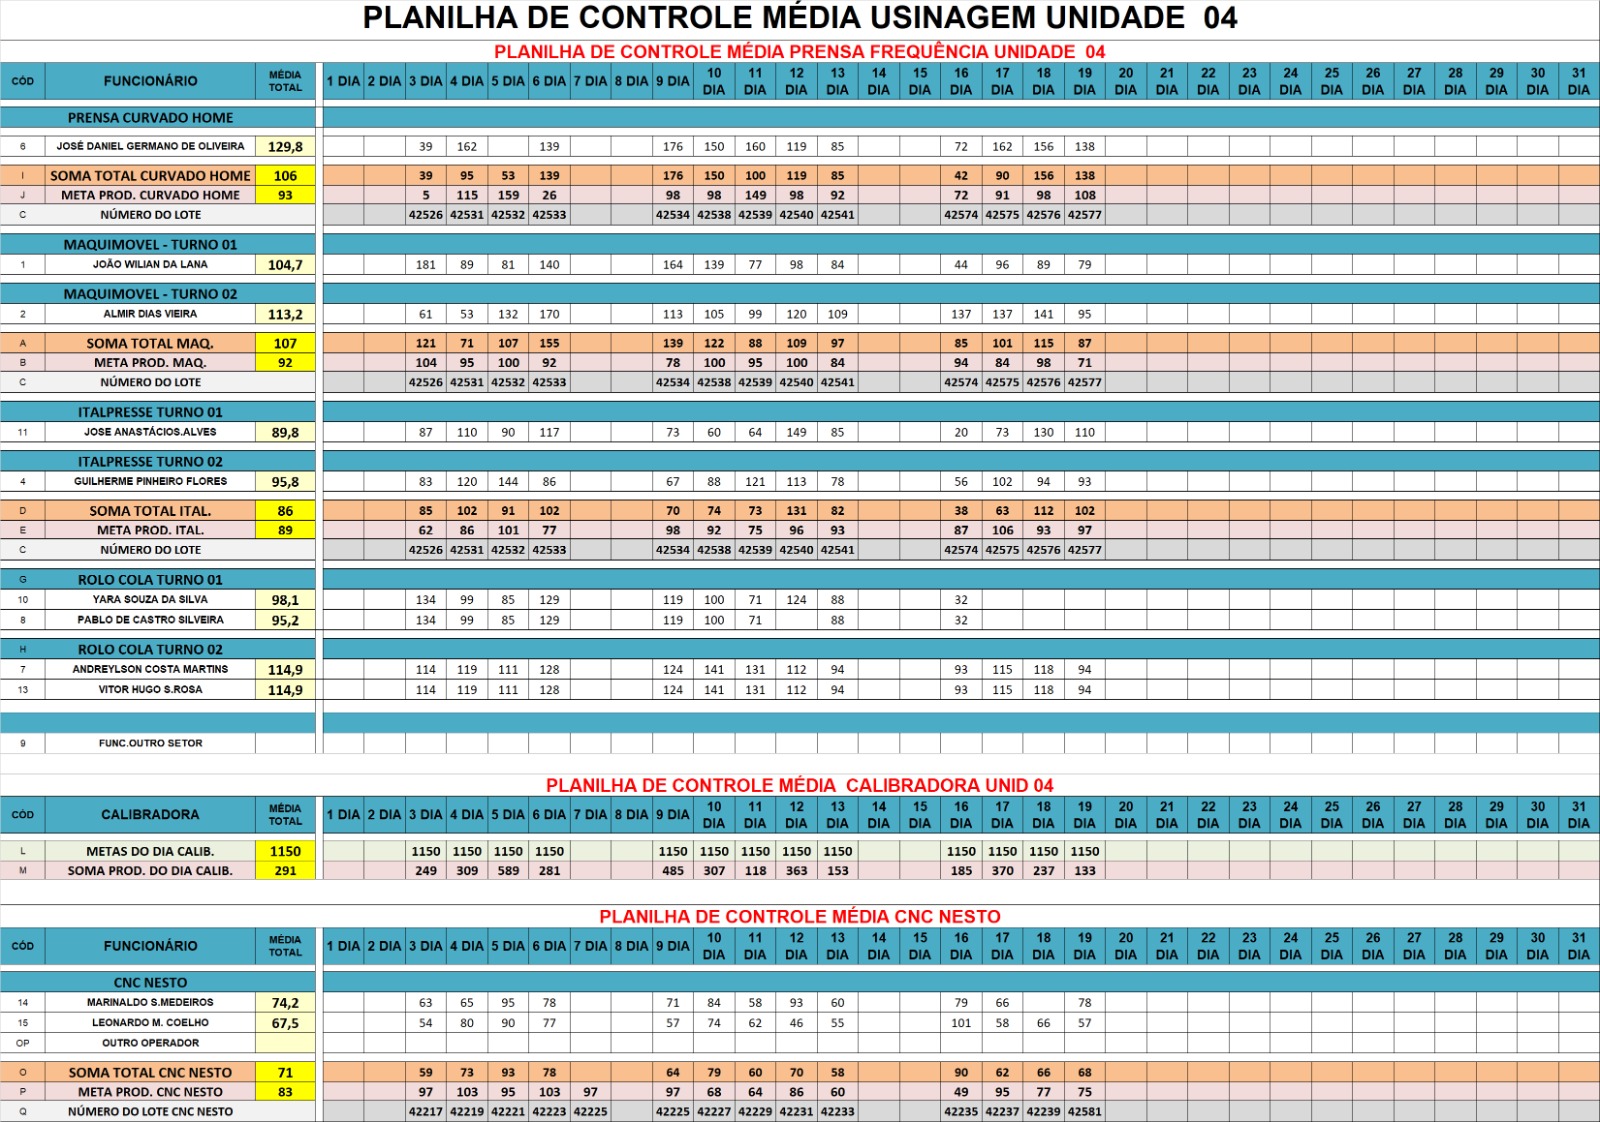 PLANILHA DE CONTROLE MÉDIA USINAGEM UNIDADE 04
PLANILHA DE CONTROLE MÉDIA PRENSA FREQUÊNCIA UNIDADE 04
CÓD FUNCIONÁRIO MÉDIA TOTAL 1 DIA 2 DIA 3 DIA 4 DIA 5 DIA 6 DIA 7 DIA 8 DIA 9 DIA 10 DIA 11 DIA 12 DIA 13 DIA 14 DIA 15 DIA 16 DIA 17 DIA 18 DIA 19 DIA 20 DIA 21 DIA 22 DIA 23 DIA 24 DIA 25 DIA 26 DIA 27 DIA 28 DIA 29 DIA 30 DIA 31 DIA
PRENSA CURVADO HOME
6 JOSÉ DANIEL GERMANO DE OLIVEIRA 129,8 39 162 139 176 150 160 119 85 72 162 156 138
I SOMA TOTAL CURVADO HOME 106 39 95 53 139 176 150 100 119 85 42 90 156 138
J META PROD. CURVADO HOME 93 5 115 159 26 98 98 149 98 92 72 91 98 108
C NÚMERO DO LOTE 42526 42531 42532 42533 42534 42538 42539 42540 42541 42574 42575 42576 42577
MAQUIMOVEL - TURNO 01
1 JOÃO WILIAN DA LANA 104,7 181 89 81 140 164 139 77 98 84 44 96 89 79
MAQUIMOVEL - TURNO 02
2 ALMIR DIAS VIEIRA 113,2 61 53 132 170 113 105 99 120 109 137 137 141 95
A SOMA TOTAL MAQ. 107 121 71 107 155 139 122 88 109 97 85 101 115 87
B META PROD. MAQ. 92 104 95 100 92 78 100 95 100 84 94 84 98 71
C NÚMERO DO LOTE 42526 42531 42532 42533 42534 42538 42539 42540 42541 42574 42575 42576 42577
ITALPRESSE TURNO 01
11 JOSE ANASTÁCIOS.ALVES 89,8 87 110 90 117 73 60 64 149 85 20 73 130 110
ITALPRESSE TURNO 02
4 GUILHERME PINHEIRO FLORES 95,8 83 120 144 86 67 88 121 113 78 56 102 94 93
D SOMA TOTAL ITAL. 86 85 102 91 102 70 74 73 131 82 38 63 112 102
E META PROD. ITAL. 89 62 86 101 77 98 92 75 96 93 87 106 93 97
C NÚMERO DO LOTE 42526 42531 42532 42533 42534 42538 42539 42540 42541 42574 42575 42576 42577
G ROLO COLA TURNO 01
10 YARA SOUZA DA SILVA 98,1 134 99 85 129 119 100 71 124 88 32
8 PABLO DE CASTRO SILVEIRA 95,2 134 99 85 129 119 100 71 88 32
H ROLO COLA TURNO 02
7 ANDREYLSON COSTA MARTINS 114,9 114 119 111 128 124 141 131 112 94 93 115 118 94
13 VITOR HUGO S.ROSA 114,9 114 119 111 128 124 141 131 112 94 93 115 118 94
9 FUNC.OUTRO SETOR
PLANILHA DE CONTROLE MÉDIA CALIBRADORA UNID 04
CÓD CALIBRADORA MÉDIA TOTAL 1 DIA 2 DIA 3 DIA 4 DIA 5 DIA 6 DIA 7 DIA 8 DIA 9 DIA 10 DIA 11 DIA 12 DIA 13 DIA 14 DIA 15 DIA 16 DIA 17 DIA 18 DIA 19 DIA 20 DIA 21 DIA 22 DIA 23 DIA 24 DIA 25 DIA 26 DIA 27 DIA 28 DIA 29 DIA 30 DIA 31 DIA
L METAS DO DIA CALIB. 1150 1150 1150 1150 1150 1150 1150 1150 1150 1150 1150 1150 1150 1150
M SOMA PROD. DO DIA CALIB. 291 249 309 589 281 485 307 118 363 153 185 370 237 133
PLANILHA DE CONTROLE MÉDIA CNC NESTO
CÓD FUNCIONÁRIO MÉDIA TOTAL 1 DIA 2 DIA 3 DIA 4 DIA 5 DIA 6 DIA 7 DIA 8 DIA 9 DIA 10 DIA 11 DIA 12 DIA 13 DIA 14 DIA 15 DIA 16 DIA 17 DIA 18 DIA 19 DIA 20 DIA 21 DIA 22 DIA 23 DIA 24 DIA 25 DIA 26 DIA 27 DIA 28 DIA 29 DIA 30 DIA 31 DIA
CNC NESTO
14 MARINALDO S.MEDEIROS 74,2 63 65 95 78 71 84 58 93 60 79 66 78
15 LEONARDO M. COELHO 67,5 54 80 90 77 57 74 62 46 55 101 58 66 57
OP OUTRO OPERADOR
O SOMA TOTAL CNC NESTO 71 59 73 93 78 64 79 60 70 58 90 62 66 68
P META PROD. CNC NESTO 83 97 103 95 103 97 97 68 64 86 60 49 95 77 75
Q NÚMERO DO LOTE CNC NESTO 42217 42219 42221 42223 42225 42225 42227 42229 42231 42233 42235 42237 42239 42581